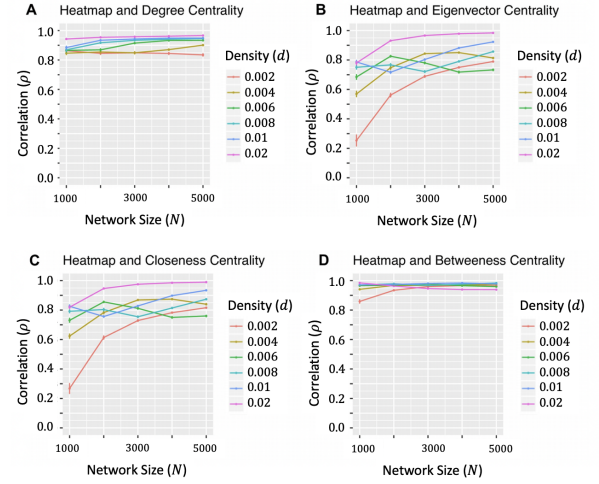 A Heatmap and Degree Centrality
1.0
0.8
0.6
0.4
0.2
0.0
Correlation (ρ)
1000 3000 5000
Network Size (N)
Density (d)
0.002
0.004
0.006
0.008
0.01
0.02
B Heatmap and Eigenvector Centrality
1.0
0.8
0.6
0.4
0.2
0.0
Correlation (ρ)
1000 3000 5000
Network Size (N)
Density (d)
0.002
0.004
0.006
0.008
0.01
0.02
C Heatmap and Closeness Centrality
1.0
0.8
0.6
0.4
0.2
0.0
Correlation (ρ)
1000 3000 5000
Network Size (N)
Density (d)
0.002
0.004
0.006
0.008
0.01
0.02
D Heatmap and Betweeness Centrality
1.0
0.8
0.6
0.4
0.2
0.0
Correlation (ρ)
1000 3000 5000
Network Size (N)
Density (d)
0.002
0.004
0.006
0.008
0.01
0.02